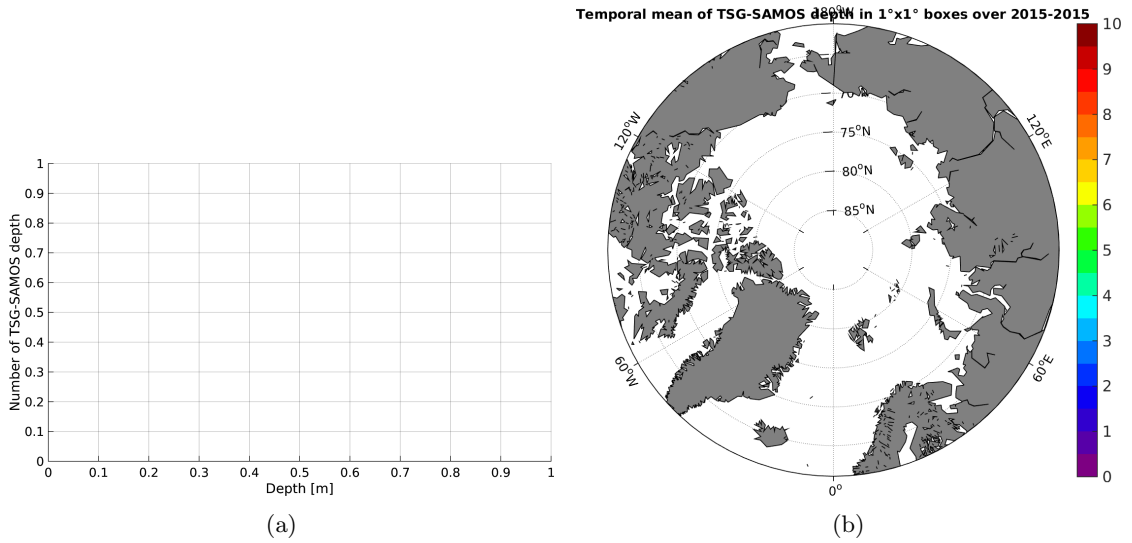 Temporal mean of TSG-SAMOS depth in 1°x1° boxes over 2015-2015
180°W
120°W
120°E
75°N
80°N
85°N
60°W
60°E
0°
10
9
8
7
6
5
4
3
2
1
0
Number of TSG-SAMOS depth
1
0.9
0.8
0.7
0.6
0.5
0.4
0.3
0.2
0.1
0
0 0.1 0.2 0.3 0.4 0.5 0.6 0.7 0.8 0.9 1
Depth [m]
(a)
(b)